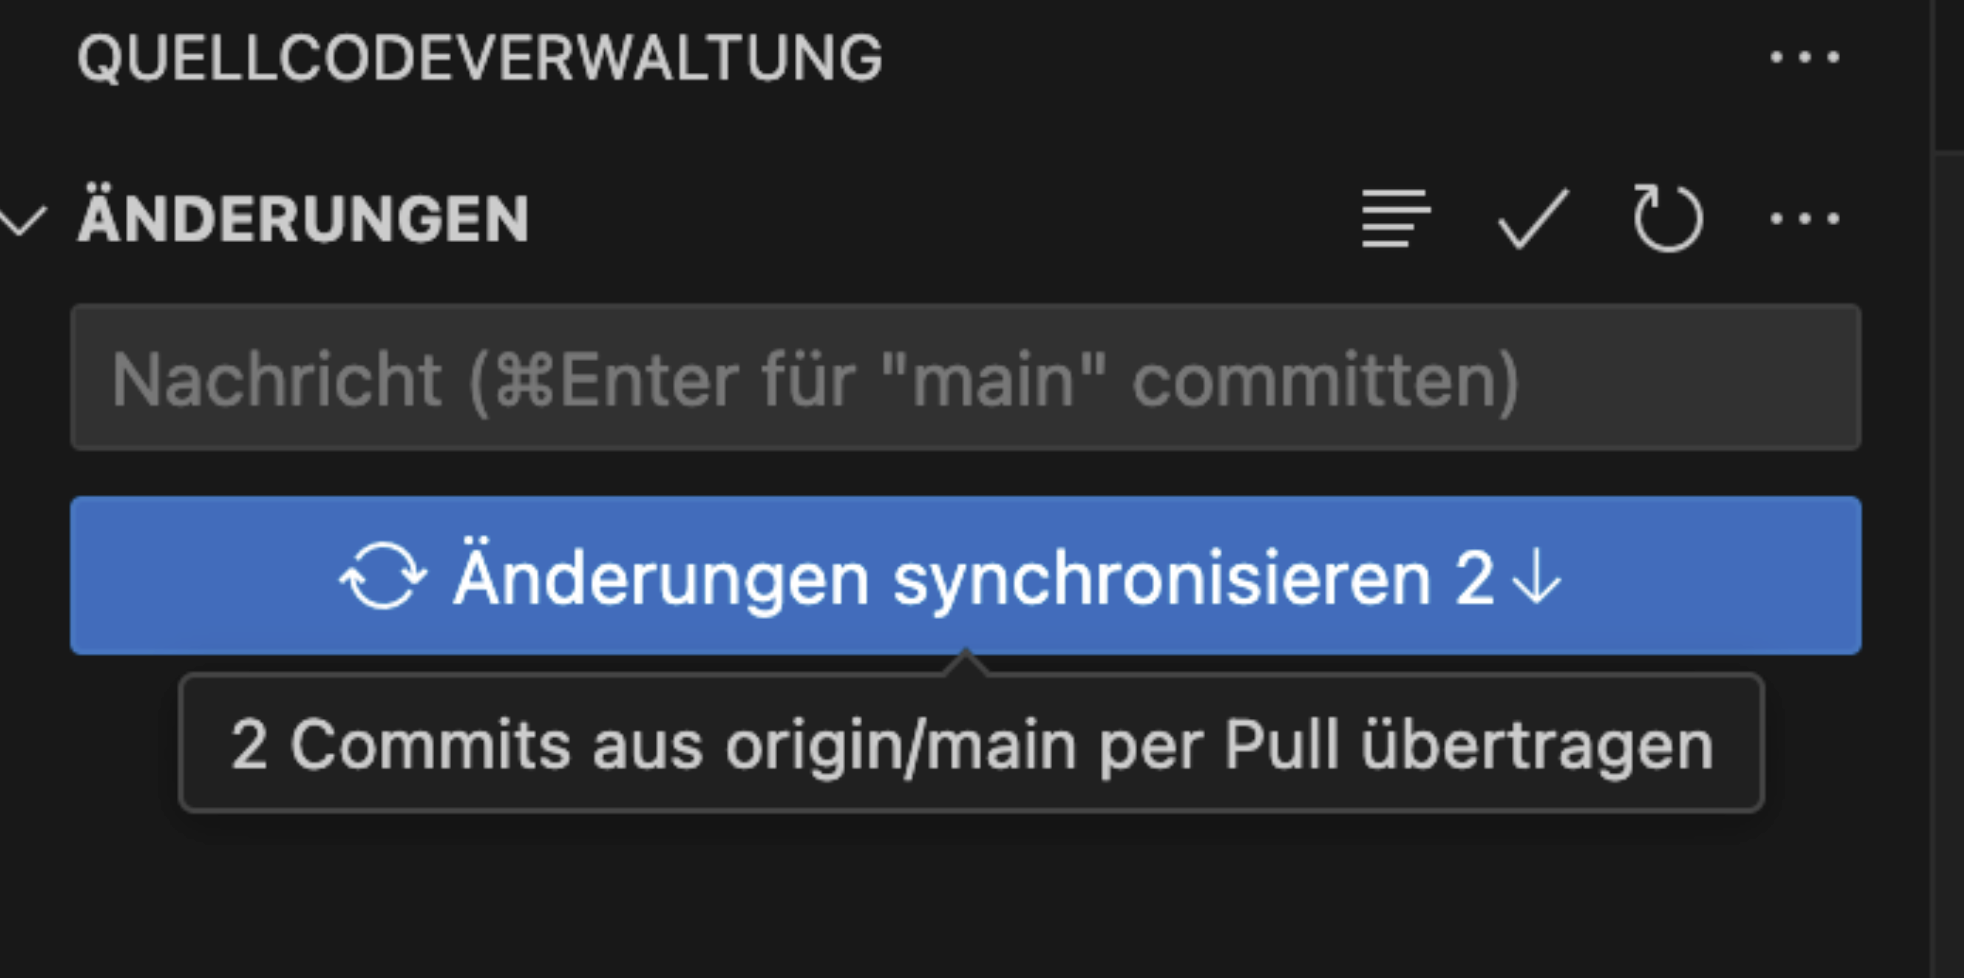 QUELLCODEVERWALTUNG
ÄNDERUNGEN
Nachricht (⌘Enter für "main" committen)
Änderungen synchronisieren 2↓
2 Commits aus origin/main per Pull übertragen